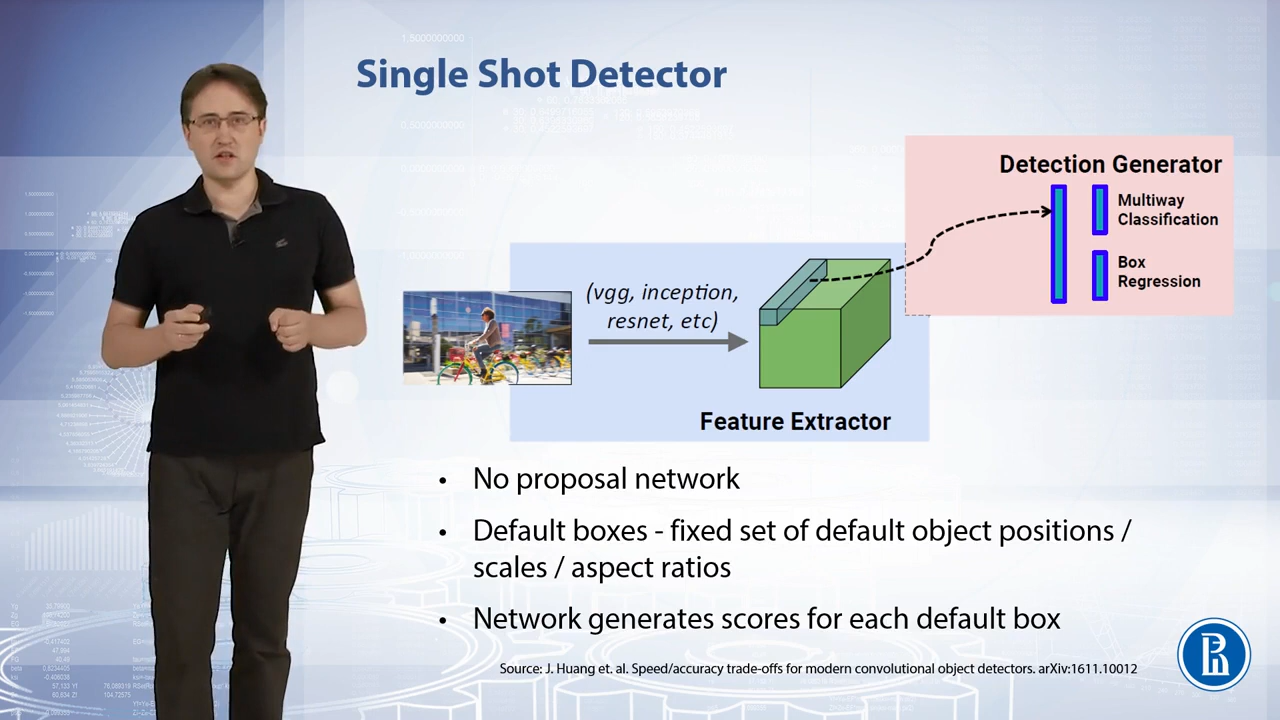 Single Shot Detector
Detection Generator
Multiway
Classification
Box
Regression
(vgg, inception,
resnet, etc)
Feature Extractor
• No proposal network
• Default boxes - fixed set of default object positions /
scales / aspect ratios
• Network generates scores for each default box
Source: J. Huang et. al. Speed/accuracy trade-offs for modern convolutional object detectors. arXiv:1611.10012